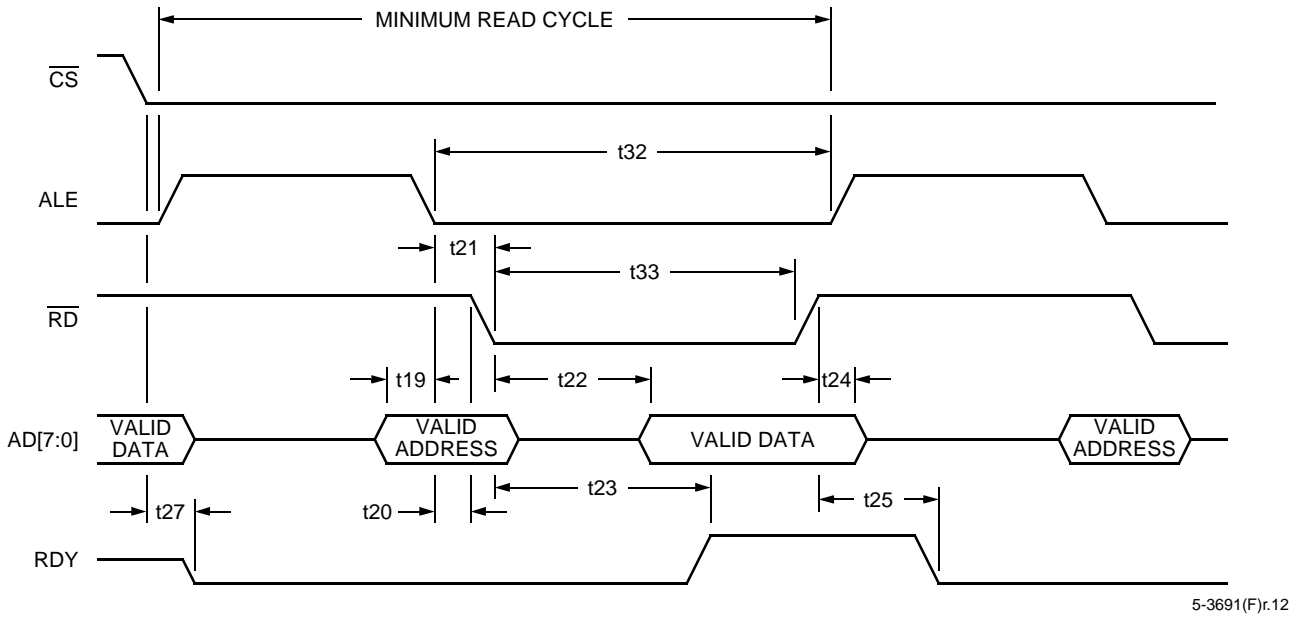 MINIMUM READ CYCLE
CS
t32
ALE
t21
t33
RD
t19
t22
t24
AD[7:0]
VALID
DATA
VALID
ADDRESS
VALID DATA
VALID
ADDRESS
t23
t27
t20
t25
RDY
5-3691(F)r.12